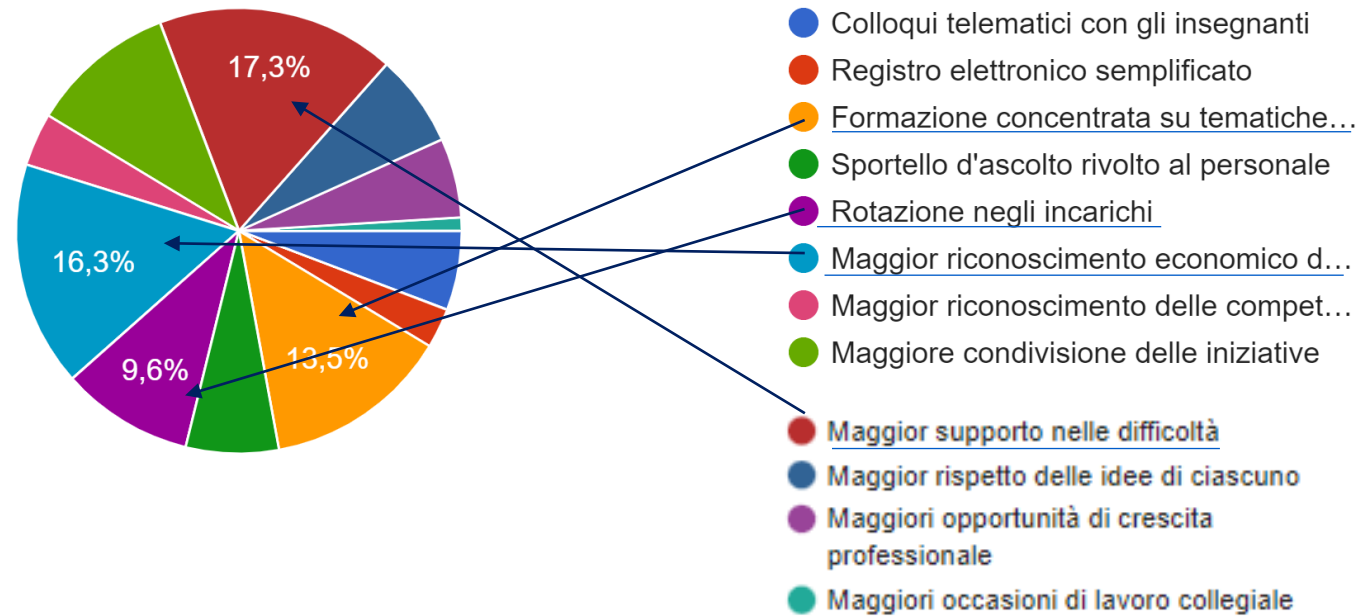 17,3%
16,3%
9,6%
13,5%
Colloqui telematici con gli insegnanti
Registro elettronico semplificato
Formazione concentrata su tematiche…
Sportello d'ascolto rivolto al personale
Rotazione negli incarichi
Maggior riconoscimento economico d…
Maggior riconoscimento delle compet…
Maggiore condivisione delle iniziative
Maggior supporto nelle difficoltà
Maggior rispetto delle idee di ciascuno
Maggiori opportunità di crescita
professionale
Maggiori occasioni di lavoro collegiale